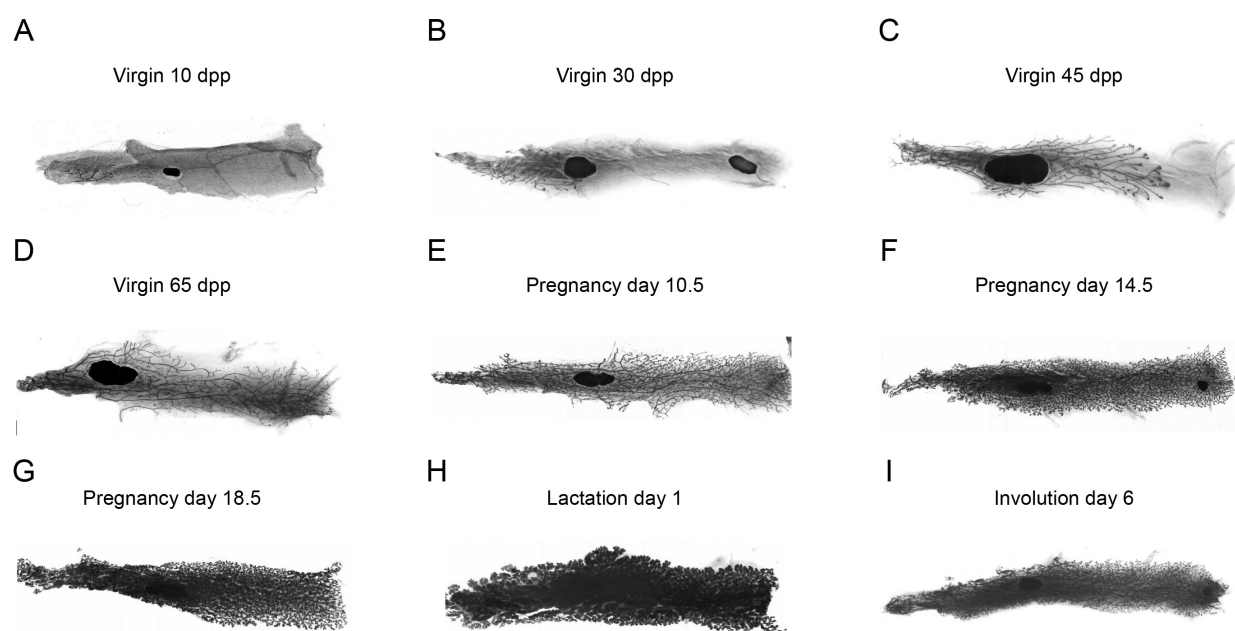 A
B
C
Virgin 10 dpp
Virgin 30 dpp
Virgin 45 dpp
D
E
F
Virgin 65 dpp
Pregnancy day 10.5
Pregnancy day 14.5
G
H
I
Pregnancy day 18.5
Lactation day 1
Involution day 6